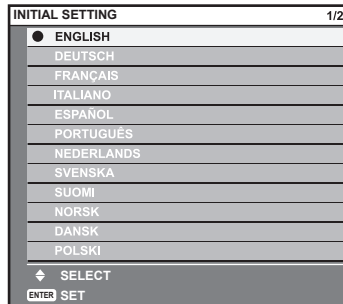 INITIAL SETTING 1/2
ENGLISH
DEUTSCH
FRANÇAIS
ITALIANO
ESPAÑOL
PORTUGUÊS
NEDERLANDS
SVENSKA
SUOMI
NORSK
DANSK
POLSKI
SELECT
ENTER SET